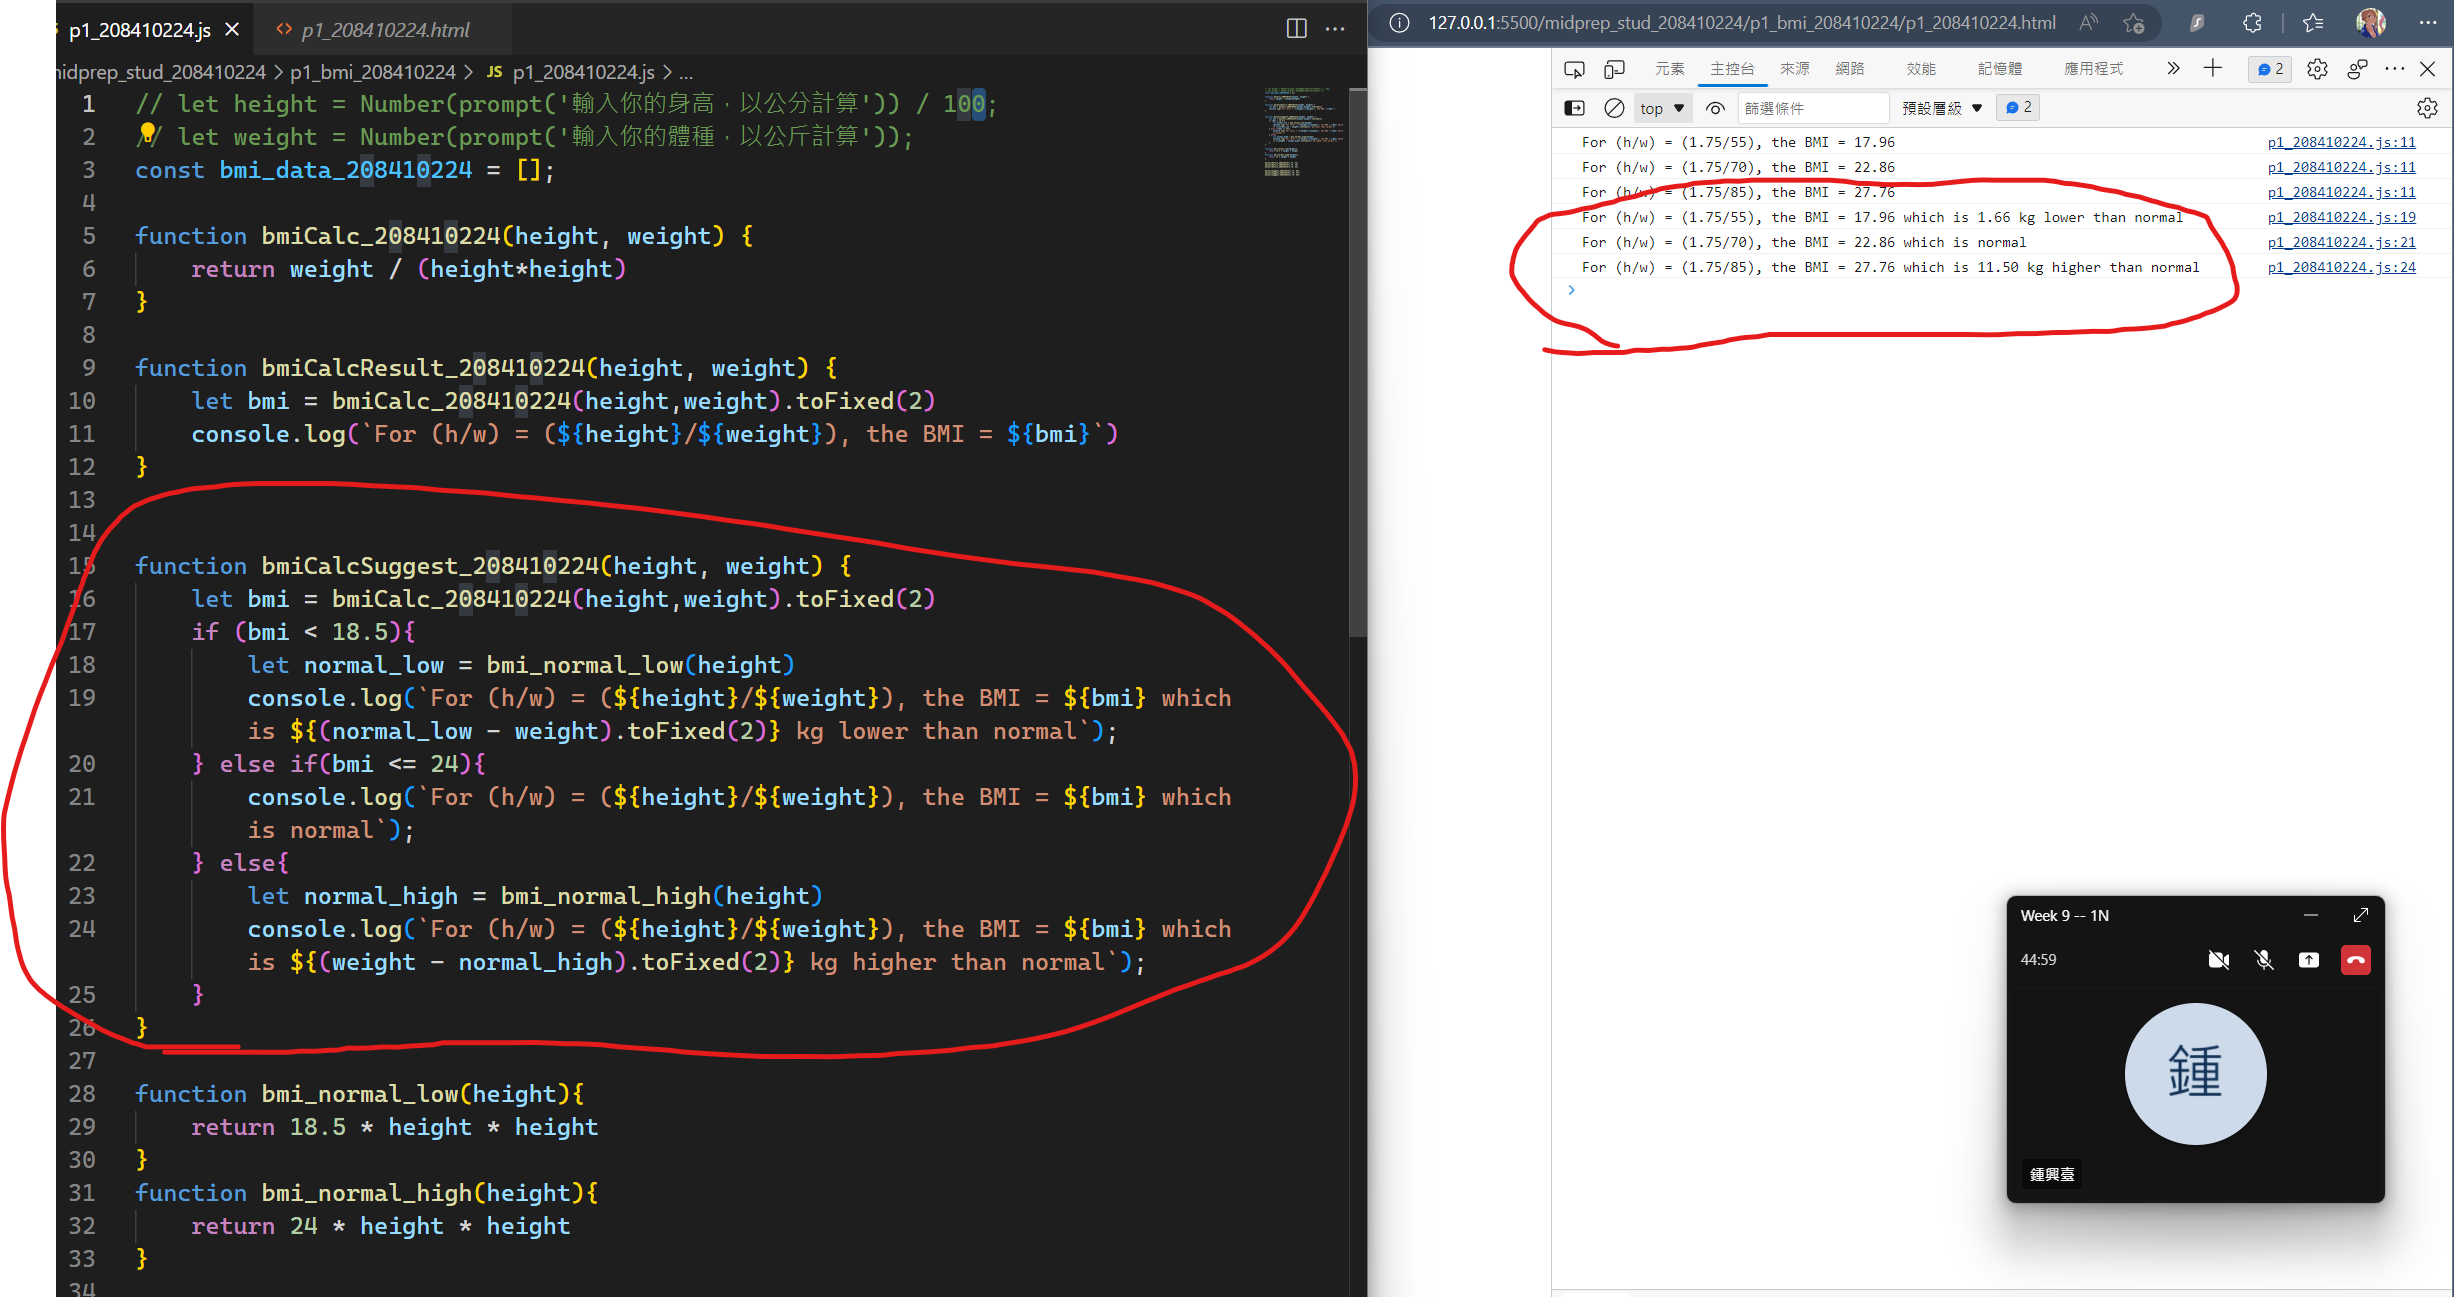 p1_208410224.js
p1_208410224.html
midprep_stud_208410224 > p1_bmi_208410224 > JS p1_208410224.js > ...
1 // let height = Number(prompt('輸入你的身高，以公分計算')) / 100;
2 // let weight = Number(prompt('輸入你的體種，以公斤計算'));
3 const bmi_data_208410224 = [];
4
5 function bmiCalc_208410224(height, weight) {
6 return weight / (height*height)
7 }
8
9 function bmiCalcResult_208410224(height, weight) {
10 let bmi = bmiCalc_208410224(height,weight).toFixed(2)
11 console.log(`For (h/w) = (${height}/${weight}), the BMI = ${bmi}`)
12 }
13
14
15 function bmiCalcSuggest_208410224(height, weight) {
16 let bmi = bmiCalc_208410224(height,weight).toFixed(2)
17 if (bmi < 18.5){
18 let normal_low = bmi_normal_low(height)
19 console.log(`For (h/w) = (${height}/${weight}), the BMI = ${bmi} which
is ${(normal_low - weight).toFixed(2)} kg lower than normal`);
20 } else if(bmi <= 24){
21 console.log(`For (h/w) = (${height}/${weight}), the BMI = ${bmi} which
is normal`);
22 } else{
23 let normal_high = bmi_normal_high(height)
24 console.log(`For (h/w) = (${height}/${weight}), the BMI = ${bmi} which
is ${(weight - normal_high).toFixed(2)} kg higher than normal`);
25 }
26 }
27
28 function bmi_normal_low(height){
29 return 18.5 * height * height
30 }
31 function bmi_normal_high(height){
32 return 24 * height * height
33 }
34
127.0.0.1:5500/midprep_stud_208410224/p1_bmi_208410224/p1_208410224.html
元素 主控台 來源 網路 效能 記憶體 應用程式 2
top 篩選條件 預設層級 2
For (h/w) = (1.75/55), the BMI = 17.96 p1_208410224.js:11
For (h/w) = (1.75/70), the BMI = 22.86 p1_208410224.js:11
For (h/w) = (1.75/85), the BMI = 27.76 p1_208410224.js:11
For (h/w) = (1.75/55), the BMI = 17.96 which is 1.66 kg lower than normal p1_208410224.js:19
For (h/w) = (1.75/70), the BMI = 22.86 which is normal p1_208410224.js:21
For (h/w) = (1.75/85), the BMI = 27.76 which is 11.50 kg higher than normal p1_208410224.js:24
Week 9 -- 1N
44:59
鍾
鍾興臺